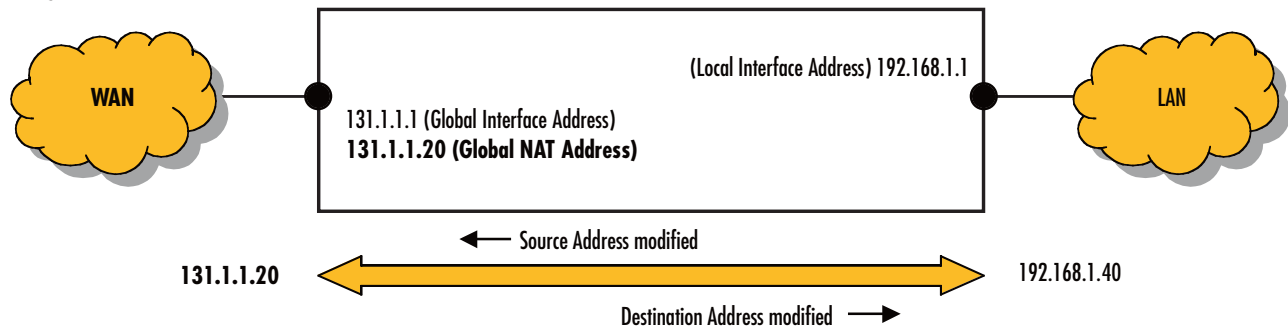 WAN
(Local Interface Address) 192.168.1.1
LAN
131.1.1.1 (Global Interface Address)
131.1.1.20 (Global NAT Address)
Source Address modified
131.1.1.20
192.168.1.40
Destination Address modified